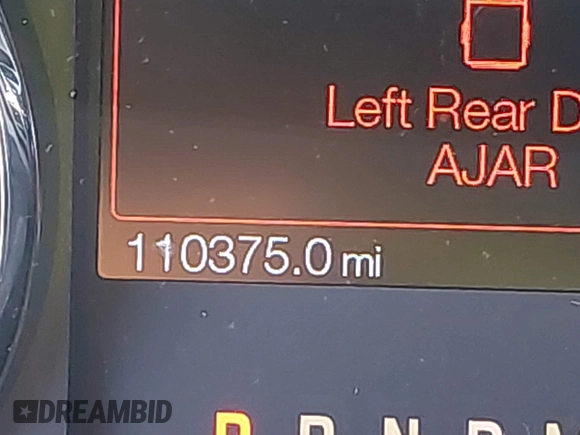 Left Rear D
AJAR
110375.0 mi
P R N D M
DREAMBID